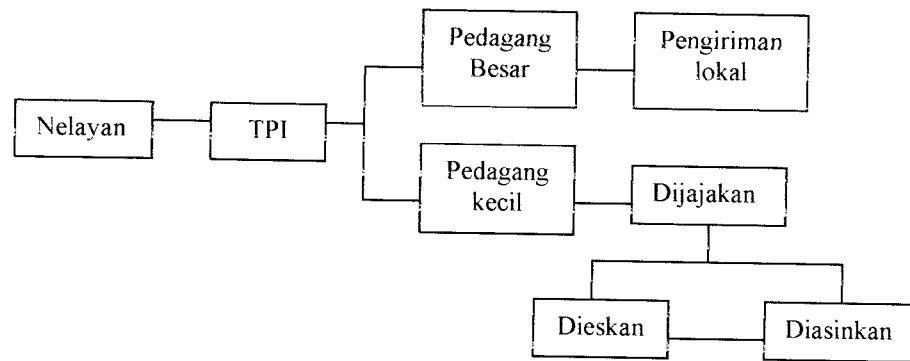 Pedagang
Besar
Pengiriman
lokal
Nelayan
TPI
Pedagang
kecil
Dijajakan
Dieskan
Diasinkan